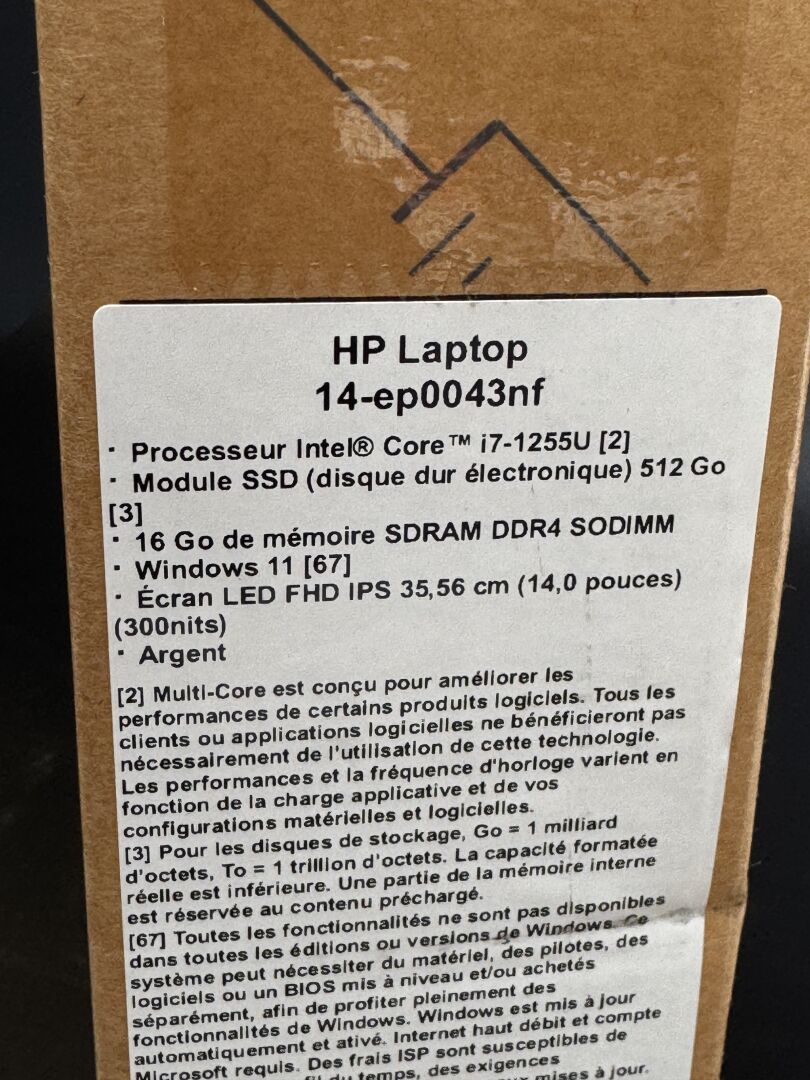 HP Laptop
14-ep0043nf
· Processeur Intel® Core™ i7-1255U [2]
· Module SSD (disque dur électronique) 512 Go
[3]
· 16 Go de mémoire SDRAM DDR4 SODIMM
· Windows 11 [67]
· Écran LED FHD IPS 35,56 cm (14,0 pouces)
(300nits)
· Argent
[2] Multi-Core est conçu pour améliorer les
performances de certains produits logiciels. Tous les
clients ou applications logicielles ne bénéficieront pas
nécessairement de l'utilisation de cette technologie.
Les performances et la fréquence d'horloge varient en
fonction de la charge applicative et de vos
configurations matérielles et logicielles.
[3] Pour les disques de stockage, Go = 1 milliard
d'octets, To = 1 trillion d'octets. La capacité formatée
réelle est inférieure. Une partie de la mémoire interne
est réservée au contenu préchargé.
[67] Toutes les fonctionnalités ne sont pas disponibles
dans toutes les éditions ou versions de Windows. Ce
système peut nécessiter du matériel, des pilotes, des
logiciels ou un BIOS mis à niveau et/ou achetés
séparément, afin de profiter pleinement des
fonctionnalités de Windows. Windows est mis à jour
automatiquement et ativé. Internet haut débit et compte
Microsoft requis. Des frais ISP sont susceptibles de
du temps, des exigences
mises à jour.